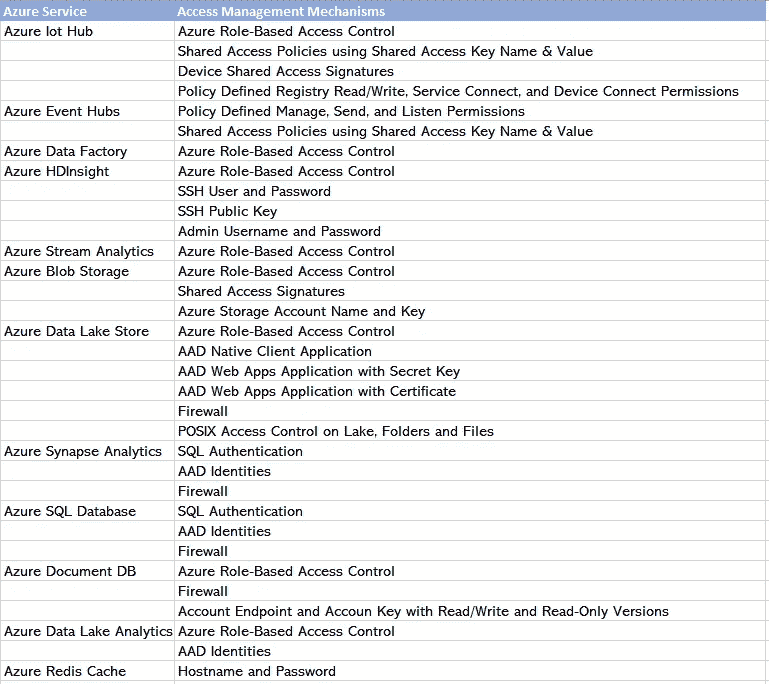 Azure Service Access Management Mechanisms
Azure Iot Hub Azure Role-Based Access Control
Shared Access Policies using Shared Access Key Name & Value
Device Shared Access Signatures
Policy Defined Registry Read/Write, Service Connect, and Device Connect Permissions
Azure Event Hubs Policy Defined Manage, Send, and Listen Permissions
Shared Access Policies using Shared Access Key Name & Value
Azure Data Factory Azure Role-Based Access Control
Azure HDInsight Azure Role-Based Access Control
SSH User and Password
SSH Public Key
Admin Username and Password
Azure Stream Analytics Azure Role-Based Access Control
Azure Blob Storage Azure Role-Based Access Control
Shared Access Signatures
Azure Storage Account Name and Key
Azure Data Lake Store Azure Role-Based Access Control
AAD Native Client Application
AAD Web Apps Application with Secret Key
AAD Web Apps Application with Certificate
Firewall
POSIX Access Control on Lake, Folders and Files
Azure Synapse Analytics SQL Authentication
AAD Identities
Firewall
Azure SQL Database SQL Authentication
AAD Identities
Firewall
Azure Document DB Azure Role-Based Access Control
Firewall
Account Endpoint and Accoun Key with Read/Write and Read-Only Versions
Azure Data Lake Analytics Azure Role-Based Access Control
AAD Identities
Azure Redis Cache Hostname and Password